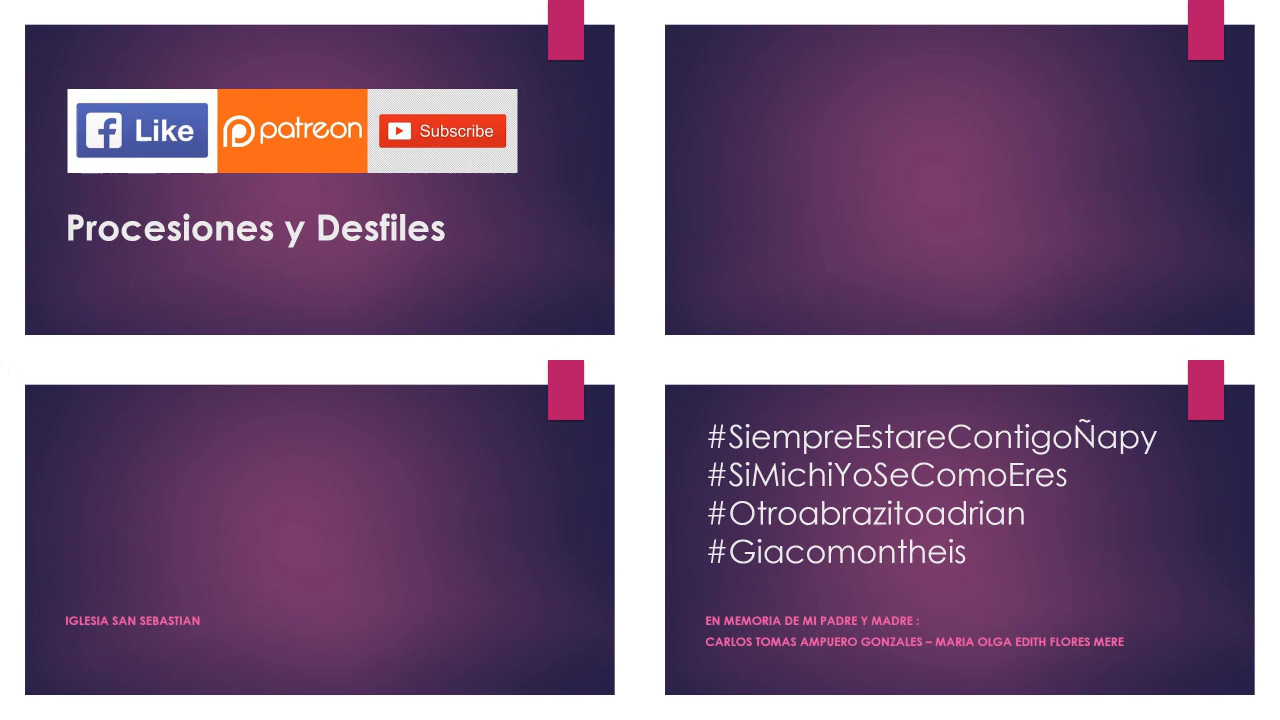 Like
patreon
Subscribe
Procesiones y Desfiles
IGLESIA SAN SEBASTIAN
#SiempreEstareContigoÑapy
#SiMichiYoSeComoEres
#Otroabrazitoadrian
#Giacomontheis
EN MEMORIA DE MI PADRE Y MADRE :
CARLOS TOMAS AMPUERO GONZALES – MARIA OLGA EDITH FLORES MERE